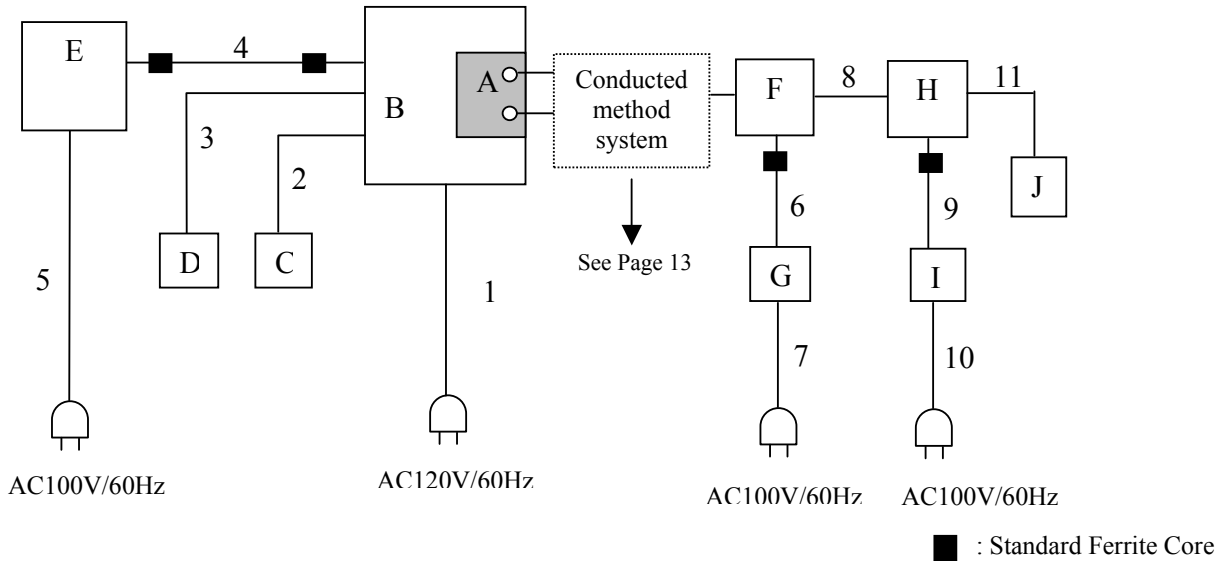 E
4
A
B
Conducted
method
system
F
8
H
11
3
2
J
D
C
See Page 13
6
9
5
1
G
I
7
10
AC100V/60Hz
AC120V/60Hz
AC100V/60Hz
AC100V/60Hz
: Standard Ferrite Core